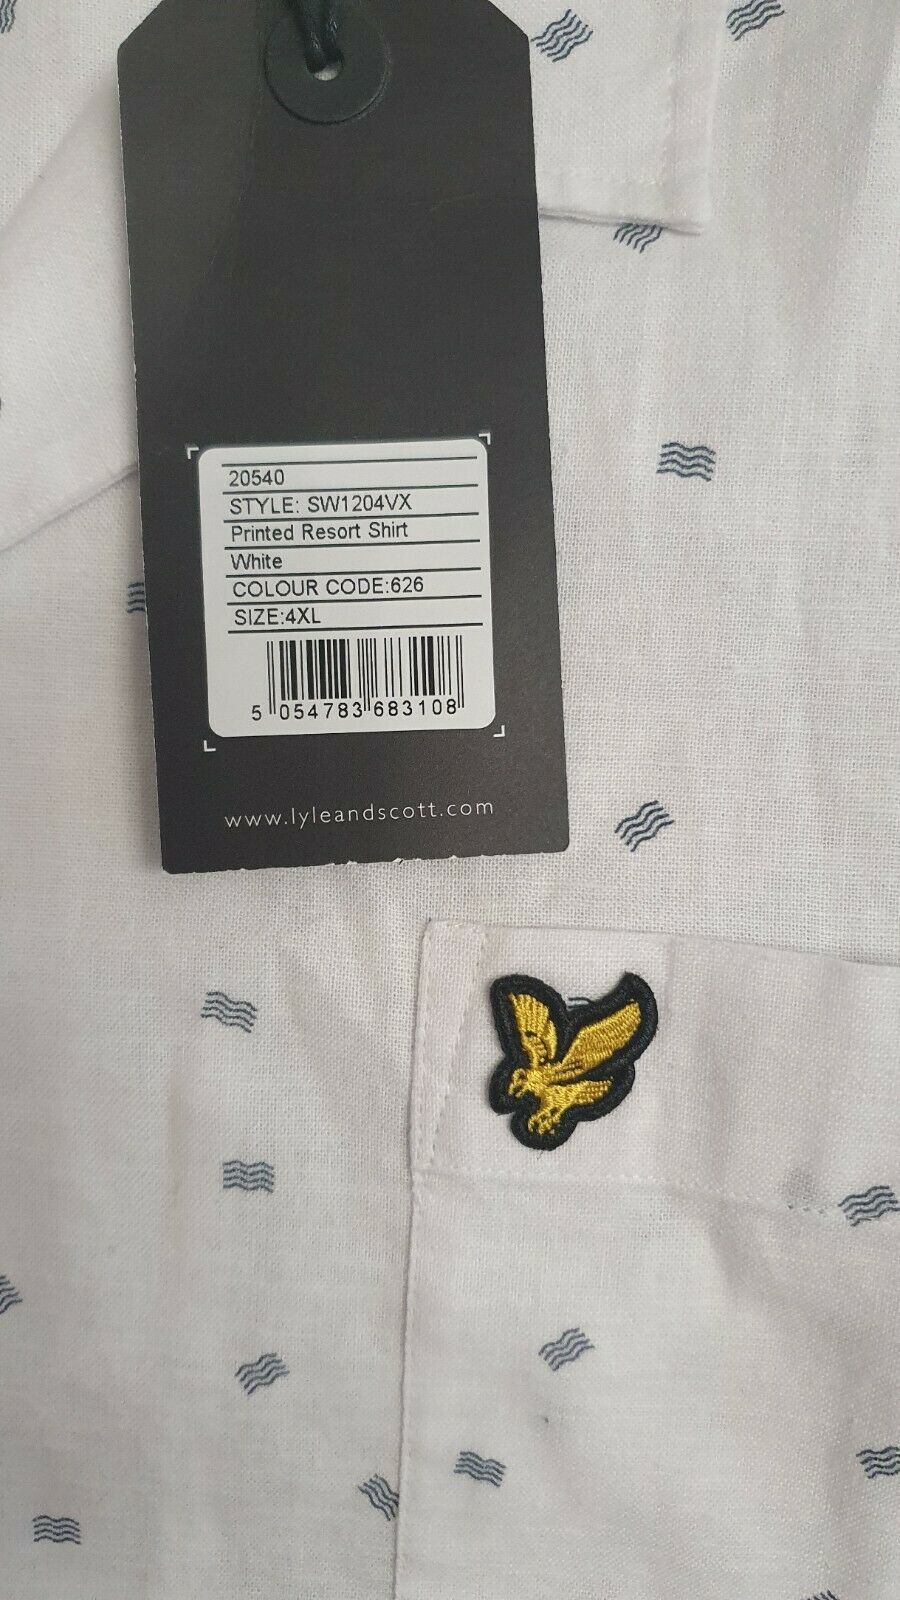 20540
STYLE: SW1204VX
Printed Resort Shirt
White
COLOUR CODE:626
SIZE:4XL
5 054783 683108
www.lyleandscott.com